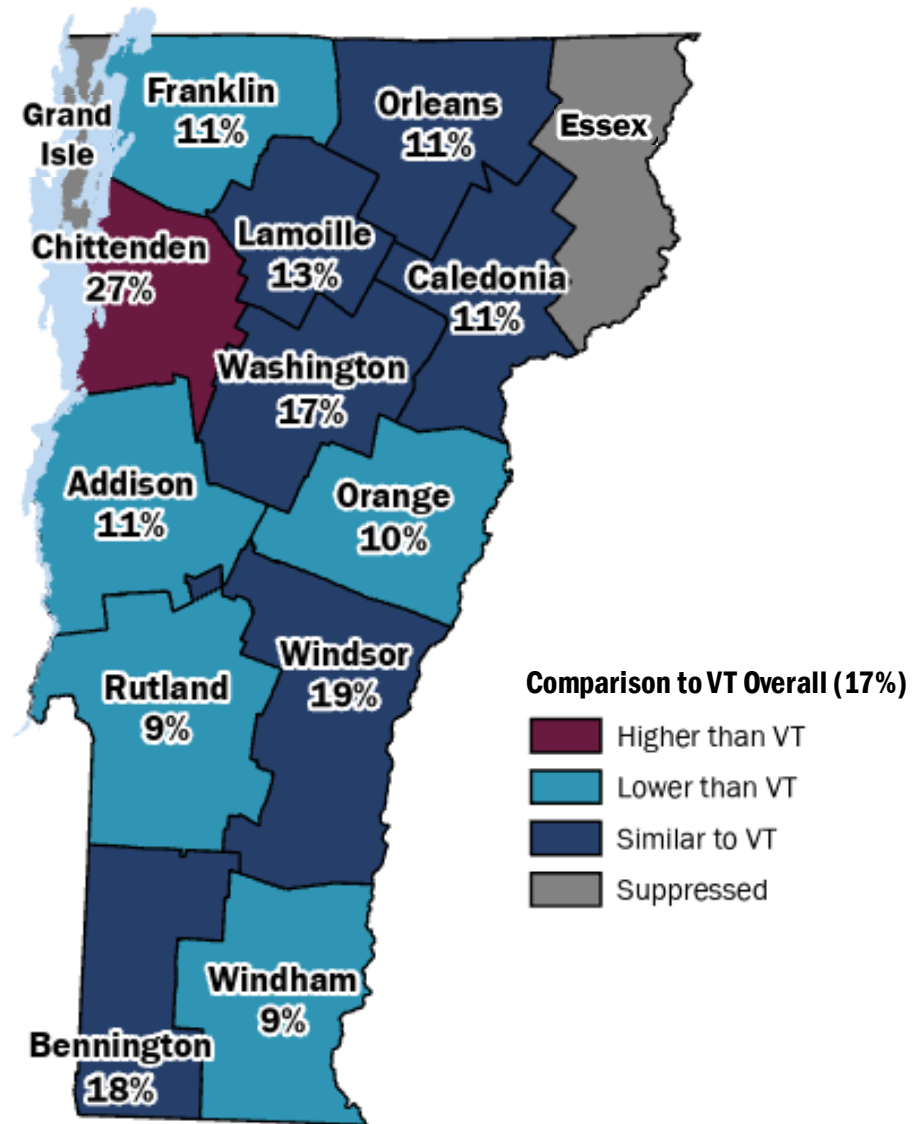 Franklin
11%
Orleans
11%
Essex
Grand
Isle
Lamoille
13%
Chittenden
27%
Caledonia
11%
Washington
17%
Addison
11%
Orange
10%
Windsor
19%
Rutland
9%
Comparison to VT Overall (17%)
Higher than VT
Lower than VT
Similar to VT
Suppressed
Windham
9%
Bennington
18%